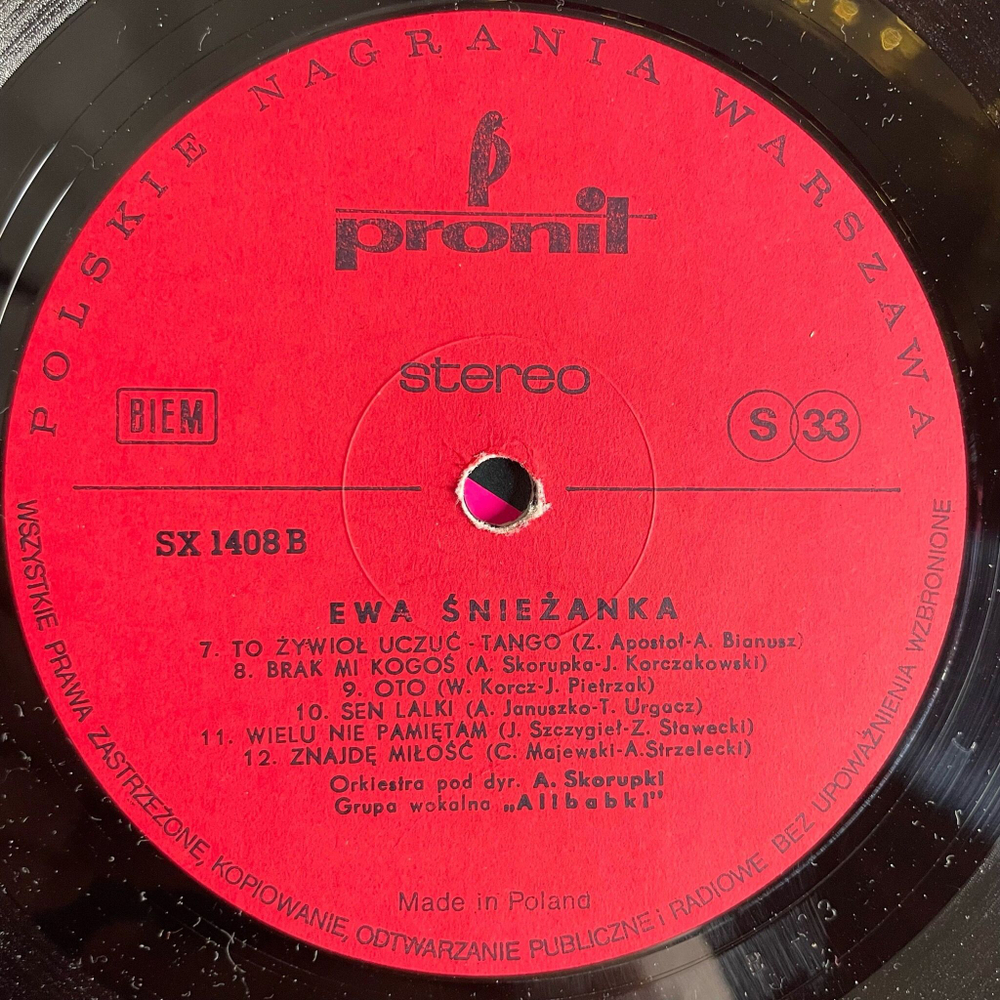 POLSKIE NAGRANIA WARSZAWA
pronit
stereo
BIEM
S 33
SX 1408 B
EWA ŚNIEŻANKA
7. TO ŻYWIOŁ UCZUĆ - TANGO (Z. Apostoł-A. Bianusz)
8. BRAK MI KOGOŚ (A. Skorupka-J. Korczakowski)
9. OTO (W. Korcz-J. Pietrzak)
10. SEN LALKI (A. Januszko-T. Urgacz)
11. WIELU NIE PAMIĘTAM (J. Szczygieł-Z. Stawecki)
12. ZNAJDĘ MIŁOŚĆ (C. Majewski-A.Strzelecki)
Orkiestra pod dyr. A. Skorupki
Grupa wokalna „Alibabki"
Made in Poland
WSZYSTKIE PRAWA ZASTRZEŻONE, KOPIOWANIE, ODTWARZANIE PUBLICZNE i RADIOWE BEZ UPOWAŻNIENIA WZBRONIONE